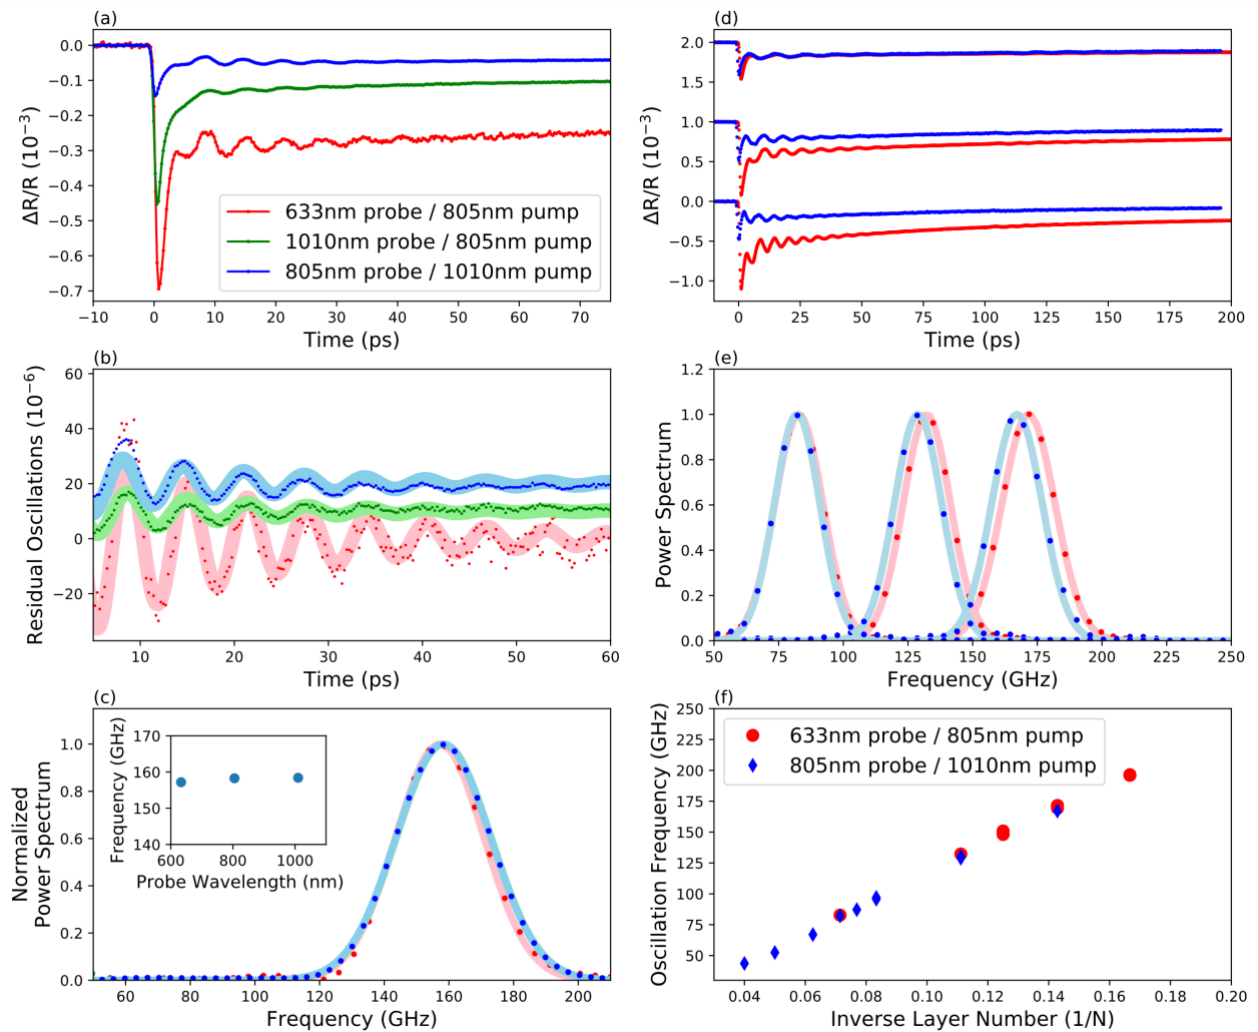 (a)
0.0
−0.1
−0.2
−0.3
−0.4
−0.5
−0.6
−0.7
ΔR/R (10⁻³)
633nm probe / 805nm pump
1010nm probe / 805nm pump
805nm probe / 1010nm pump
−10 0 10 20 30 40 50 60 70
Time (ps)
(d)
2.0
1.5
1.0
0.5
0.0
−0.5
−1.0
ΔR/R (10⁻³)
0 25 50 75 100 125 150 175 200
Time (ps)
(b)
60
40
20
0
−20
Residual Oscillations (10⁻⁶)
10 20 30 40 50 60
Time (ps)
(e)
1.2
1.0
0.8
0.6
0.4
0.2
0.0
Power Spectrum
50 75 100 125 150 175 200 225 250
Frequency (GHz)
(c)
1.0
0.8
0.6
0.4
0.2
0.0
Normalized
Power Spectrum
170
160
150
140
Frequency (GHz)
600 800 1000
Probe Wavelength (nm)
60 80 100 120 140 160 180 200
Frequency (GHz)
(f)
250
225
200
175
150
125
100
75
50
Oscillation Frequency (GHz)
633nm probe / 805nm pump
805nm probe / 1010nm pump
0.04 0.06 0.08 0.10 0.12 0.14 0.16 0.18 0.20
Inverse Layer Number (1/N)